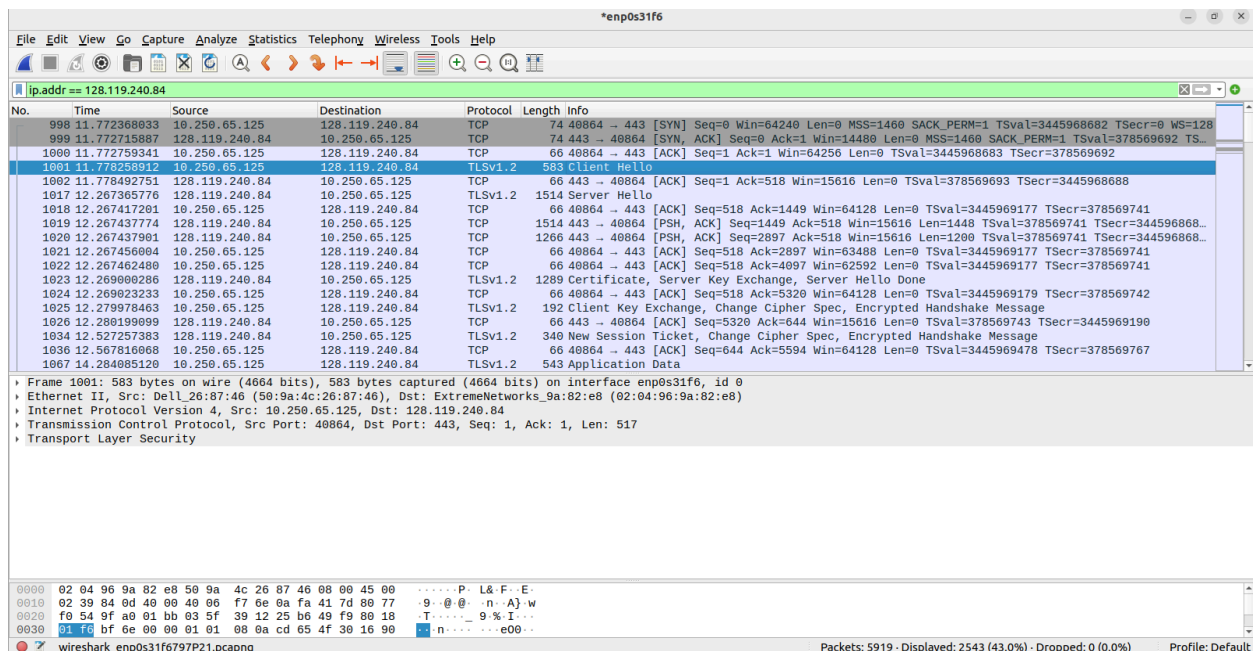 *enp0s31f6
File Edit View Go Capture Analyze Statistics Telephony Wireless Tools Help
ip.addr == 128.119.240.84
No. Time Source Destination Protocol Length Info
998 11.772368033 10.250.65.125 128.119.240.84 TCP 74 40864 → 443 [SYN] Seq=0 Win=64240 Len=0 MSS=1460 SACK_PERM=1 TSval=3445968682 TSecr=0 WS=128
999 11.772715887 128.119.240.84 10.250.65.125 TCP 74 443 → 40864 [SYN, ACK] Seq=0 Ack=1 Win=14480 Len=0 MSS=1460 SACK_PERM=1 TSval=378569692 TS…
1000 11.772759341 10.250.65.125 128.119.240.84 TCP 66 40864 → 443 [ACK] Seq=1 Ack=1 Win=64256 Len=0 TSval=3445968683 TSecr=378569692
1001 11.778258912 10.250.65.125 128.119.240.84 TLSv1.2 583 Client Hello
1002 11.778492751 128.119.240.84 10.250.65.125 TCP 66 443 → 40864 [ACK] Seq=1 Ack=518 Win=15616 Len=0 TSval=378569693 TSecr=3445968688
1017 12.267365776 128.119.240.84 10.250.65.125 TLSv1.2 1514 Server Hello
1018 12.267417201 10.250.65.125 128.119.240.84 TCP 66 40864 → 443 [ACK] Seq=518 Ack=1449 Win=64128 Len=0 TSval=3445969177 TSecr=378569741
1019 12.267437774 128.119.240.84 10.250.65.125 TCP 1514 443 → 40864 [PSH, ACK] Seq=1449 Ack=518 Win=15616 Len=1448 TSval=378569741 TSecr=344596868…
1020 12.267437901 128.119.240.84 10.250.65.125 TCP 1266 443 → 40864 [PSH, ACK] Seq=2897 Ack=518 Win=15616 Len=1200 TSval=378569741 TSecr=344596868…
1021 12.267456004 10.250.65.125 128.119.240.84 TCP 66 40864 → 443 [ACK] Seq=518 Ack=2897 Win=63488 Len=0 TSval=3445969177 TSecr=378569741
1022 12.267462480 10.250.65.125 128.119.240.84 TCP 66 40864 → 443 [ACK] Seq=518 Ack=4097 Win=62592 Len=0 TSval=3445969177 TSecr=378569741
1023 12.269000286 128.119.240.84 10.250.65.125 TLSv1.2 1289 Certificate, Server Key Exchange, Server Hello Done
1024 12.269023233 10.250.65.125 128.119.240.84 TCP 66 40864 → 443 [ACK] Seq=518 Ack=5320 Win=64128 Len=0 TSval=3445969179 TSecr=378569742
1025 12.279978463 10.250.65.125 128.119.240.84 TLSv1.2 192 Client Key Exchange, Change Cipher Spec, Encrypted Handshake Message
1026 12.280199099 128.119.240.84 10.250.65.125 TCP 66 443 → 40864 [ACK] Seq=5320 Ack=644 Win=15616 Len=0 TSval=378569743 TSecr=3445969190
1034 12.527257383 128.119.240.84 10.250.65.125 TLSv1.2 340 New Session Ticket, Change Cipher Spec, Encrypted Handshake Message
1036 12.567816068 10.250.65.125 128.119.240.84 TCP 66 40864 → 443 [ACK] Seq=644 Ack=5594 Win=64128 Len=0 TSval=3445969478 TSecr=378569767
1067 14.284085120 10.250.65.125 128.119.240.84 TLSv1.2 543 Application Data
Frame 1001: 583 bytes on wire (4664 bits), 583 bytes captured (4664 bits) on interface enp0s31f6, id 0
Ethernet II, Src: Dell_26:87:46 (50:9a:4c:26:87:46), Dst: ExtremeNetworks_9a:82:e8 (02:04:96:9a:82:e8)
Internet Protocol Version 4, Src: 10.250.65.125, Dst: 128.119.240.84
Transmission Control Protocol, Src Port: 40864, Dst Port: 443, Seq: 1, Ack: 1, Len: 517
Transport Layer Security
0000 02 04 96 9a 82 e8 50 9a 4c 26 87 46 08 00 45 00 ······P· L&·F··E·
0010 02 39 84 0d 40 00 40 06 f7 6e 0a fa 41 7d 80 77 ·9··@·@· ·n··A}·w
0020 f0 54 9f a0 01 bb 03 5f 39 12 25 b6 49 f9 80 18 ·T·····_ 9·%·I···
0030 01 f6 bf 6e 00 00 01 01 08 0a cd 65 4f 30 16 90 ···n···· ···eO0··
wireshark_enp0s31f6797P21.pcapng Packets: 5919 · Displayed: 2543 (43.0%) · Dropped: 0 (0.0%) Profile: Default